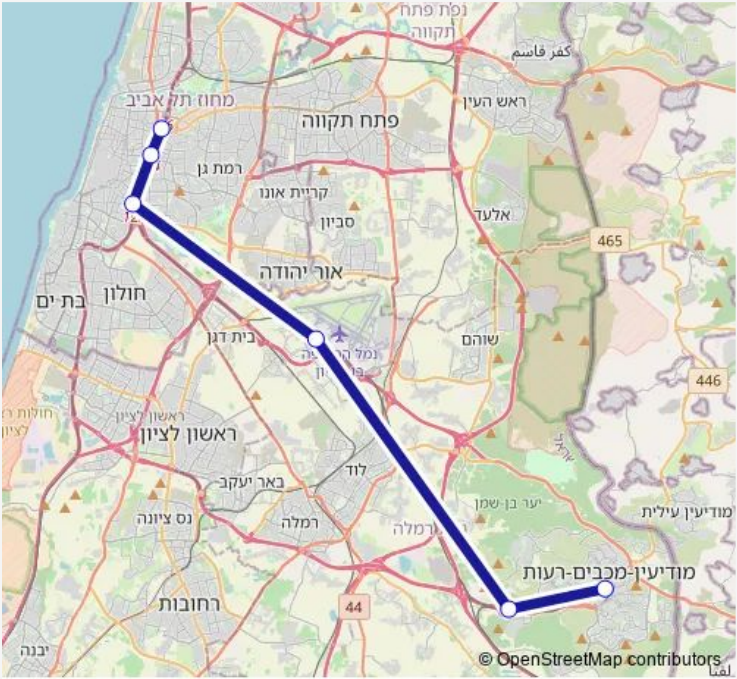 נפת פתח
תקווה
כפר קאסם
מחוז תל אביב
ראש העין
פתח תקווה
רמת גן
קריית אונו
אלעד
סביון
465
אור יהודה
חולון
בת ים
בית דגן
שוהם
446
ראשון לציון
ראשון לציון
לוד
באר יעקב
יער בן-שמן
מודיעין עילית
נס ציונה
רמלה
מודיעין-מכבים-רעות
רחובות
44
יבנה
© OpenStreetMap contributors